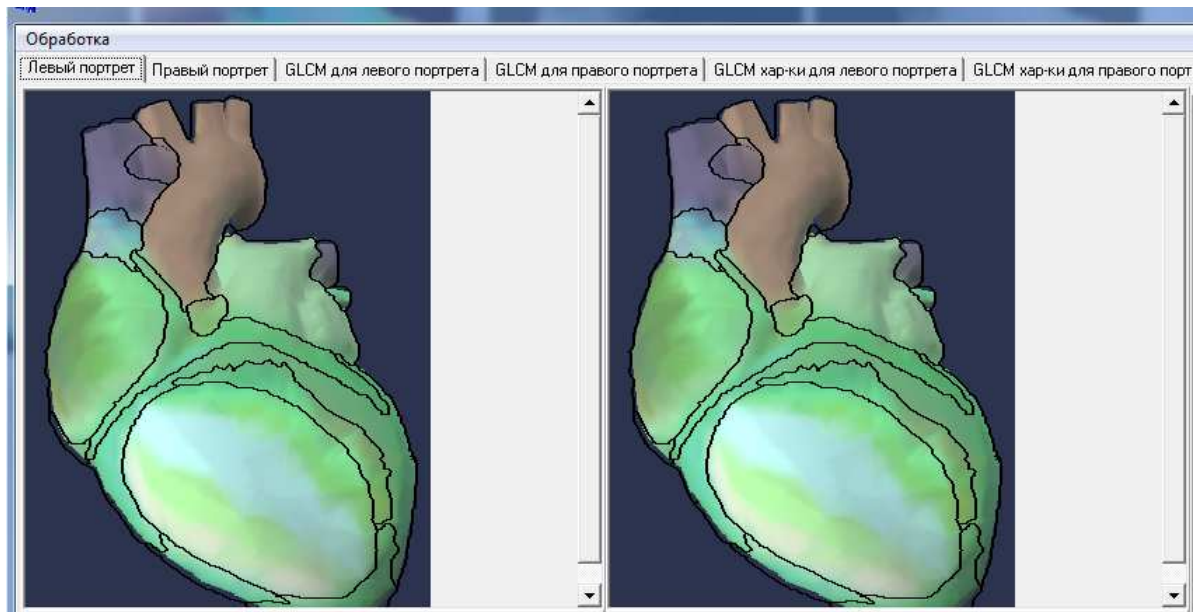 Обработка
Левый портрет Правый портрет GLCM для левого портрета GLCM для правого портрета GLCM хар-ки для левого портрета GLCM хар-ки для правого порт